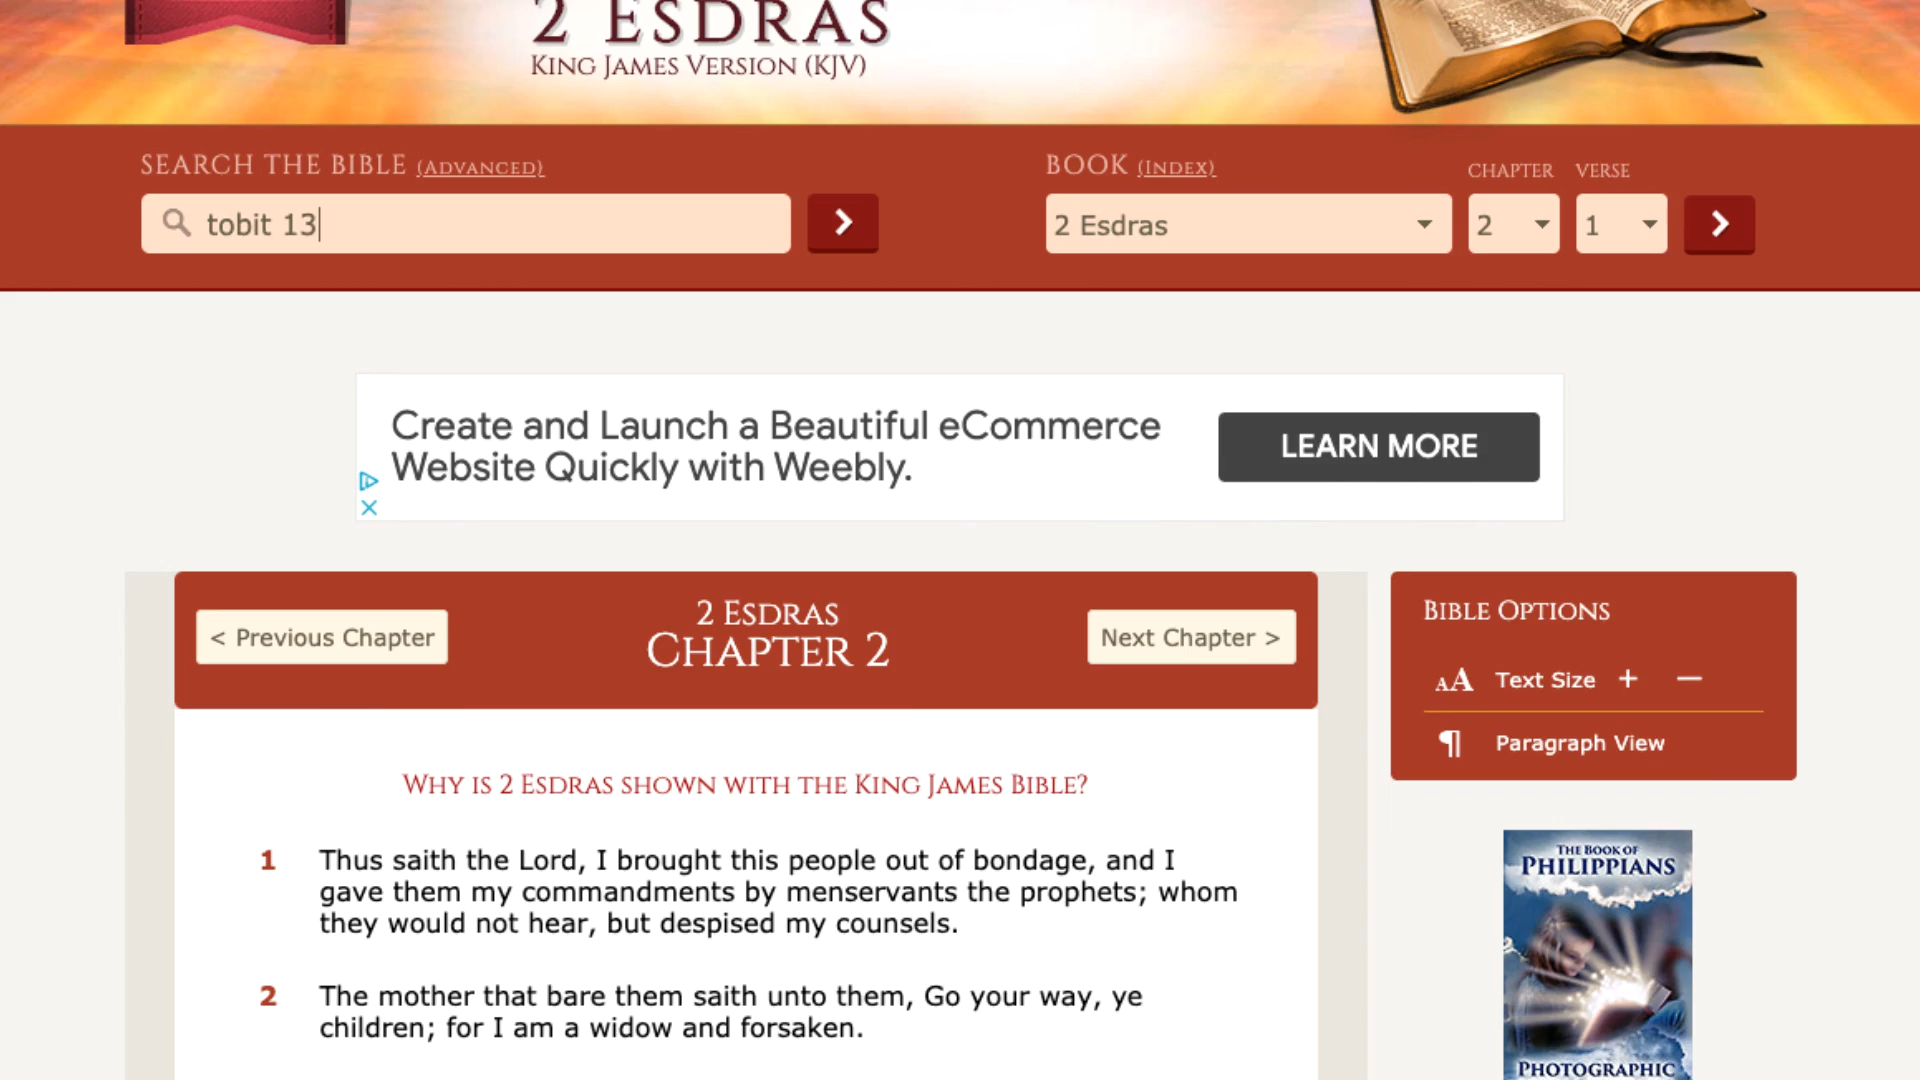 2 ESDRAS
KING JAMES VERSION (KJV)
SEARCH THE BIBLE (ADVANCED)
tobit 13
BOOK (INDEX)
CHAPTER
VERSE
2 Esdras
2
1
Create and Launch a Beautiful eCommerce
Website Quickly with Weebly.
LEARN MORE
< Previous Chapter
2 ESDRAS
CHAPTER 2
Next Chapter >
BIBLE OPTIONS
AA Text Size + −
¶ Paragraph View
WHY IS 2 ESDRAS SHOWN WITH THE KING JAMES BIBLE?
1 Thus saith the Lord, I brought this people out of bondage, and I
gave them my commandments by menservants the prophets; whom
they would not hear, but despised my counsels.
2 The mother that bare them saith unto them, Go your way, ye
children; for I am a widow and forsaken.
THE BOOK OF
PHILIPPIANS
PHOTOGRAPHIC